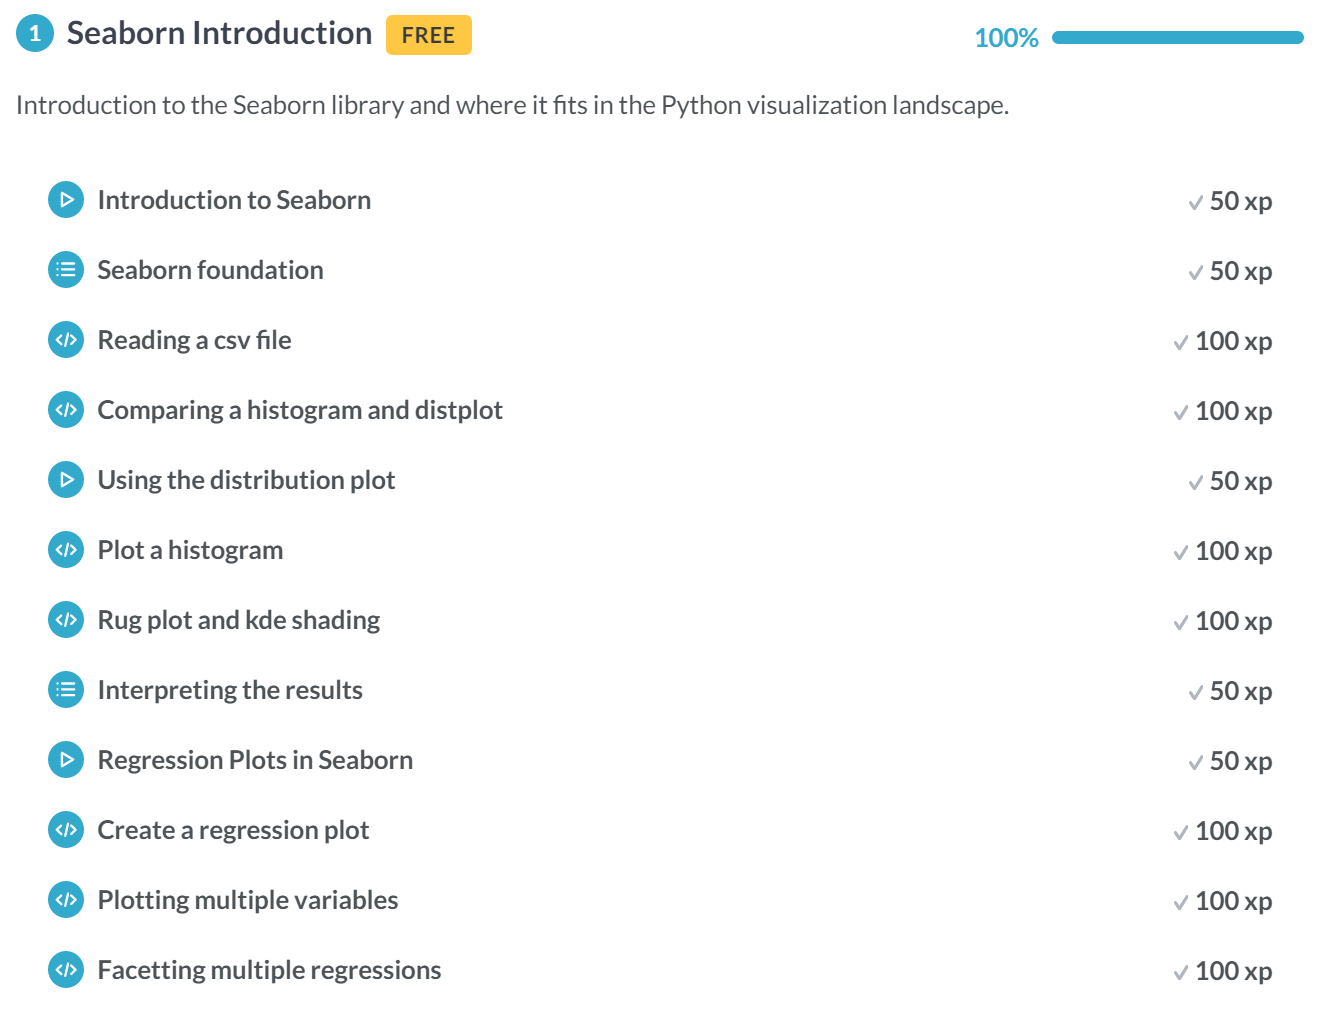 1 Seaborn Introduction FREE 100%
Introduction to the Seaborn library and where it fits in the Python visualization landscape.
Introduction to Seaborn 50 xp
Seaborn foundation 50 xp
Reading a csv file 100 xp
Comparing a histogram and distplot 100 xp
Using the distribution plot 50 xp
Plot a histogram 100 xp
Rug plot and kde shading 100 xp
Interpreting the results 50 xp
Regression Plots in Seaborn 50 xp
Create a regression plot 100 xp
Plotting multiple variables 100 xp
Facetting multiple regressions 100 xp